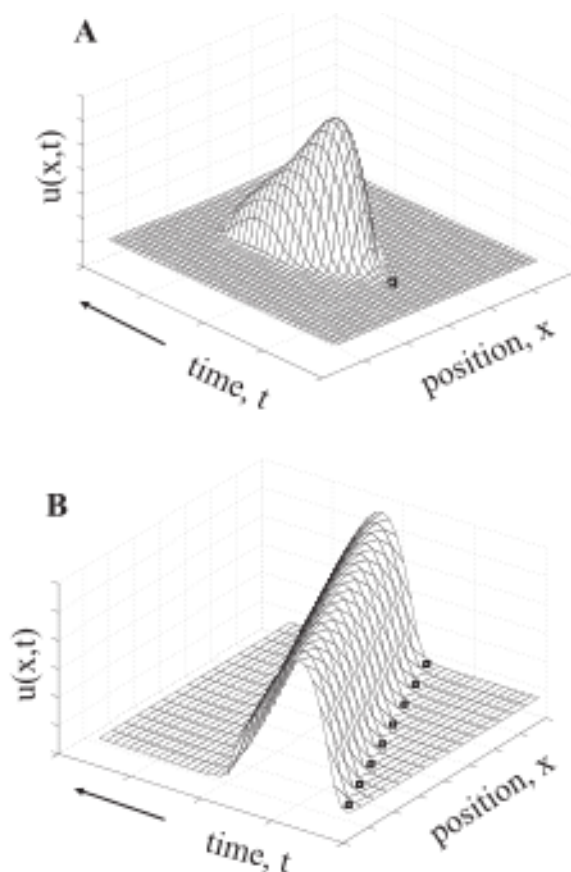 A
u(x,t)
time, t
position, x
B
u(x,t)
time, t
position, x